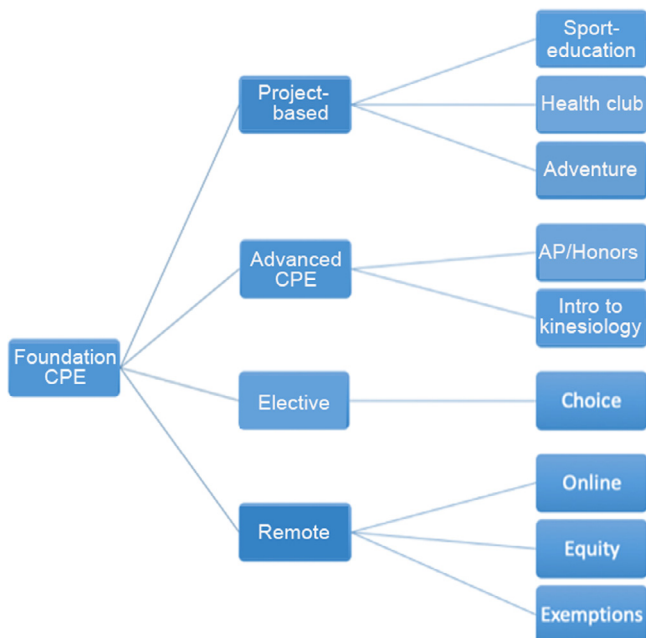 Foundation
CPE
Project-
based
Sport-
education
Health club
Adventure
Advanced
CPE
AP/Honors
Intro to
kinesiology
Elective
Choice
Remote
Online
Equity
Exemptions